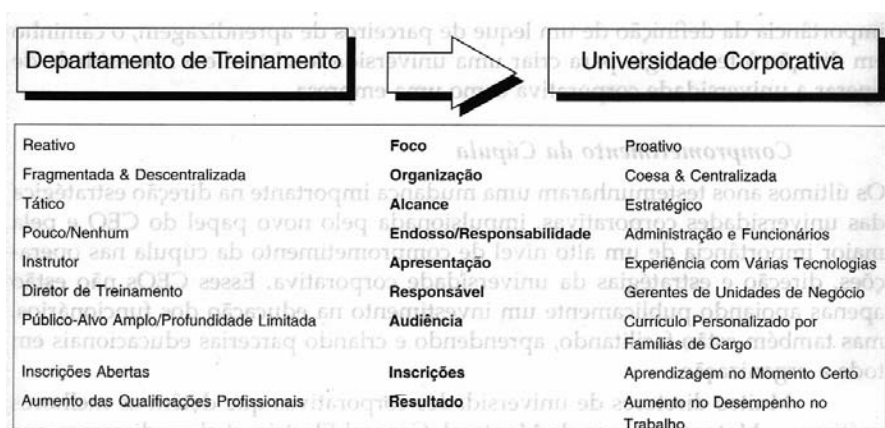 Departamento de Treinamento Universidade Corporativa
Reativo Foco Proativo
Fragmentada & Descentralizada Organização Coesa & Centralizada
Tático Alcance Estratégico
Pouco/Nenhum Endosso/Responsabilidade Administração e Funcionários
Instrutor Apresentação Experiência com Várias Tecnologias
Diretor de Treinamento Responsável Gerentes de Unidades de Negócio
Público-Alvo Amplo/Profundidade Limitada Audiência Currículo Personalizado por
Famílias de Cargo
Inscrições Abertas Inscrições Aprendizagem no Momento Certo
Aumento das Qualificações Profissionais Resultado Aumento no Desempenho no
Trabalho